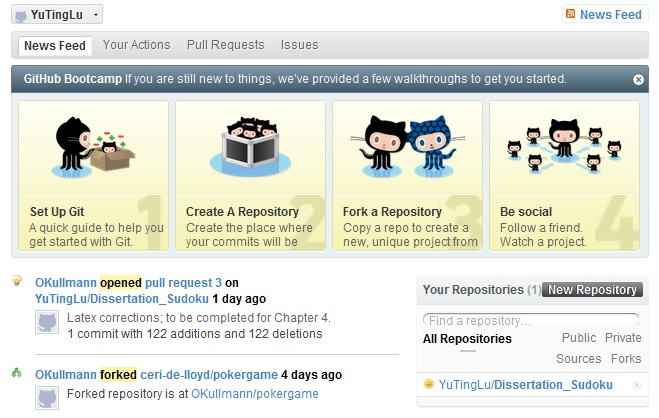 YuTingLu
News Feed
News Feed Your Actions Pull Requests Issues
GitHub Bootcamp If you are still new to things, we've provided a few walkthroughs to get you started.
1
Set Up Git
A quick guide to help you
get started with Git.
2
Create A Repository
Create the place where
your commits will be
3
Fork a Repository
Copy a repo to create a
new, unique project from
4
Be social
Follow a friend.
Watch a project.
OKullmann opened pull request 3 on
YuTingLu/Dissertation_Sudoku 1 day ago
Latex corrections; to be completed for Chapter 4.
1 commit with 122 additions and 122 deletions
OKullmann forked ceri-de-lloyd/pokergame 4 days ago
Forked repository is at OKullmann/pokergame
Your Repositories (1) New Repository
Find a repository...
All Repositories Public Private
Sources Forks
YuTingLu/Dissertation_Sudoku